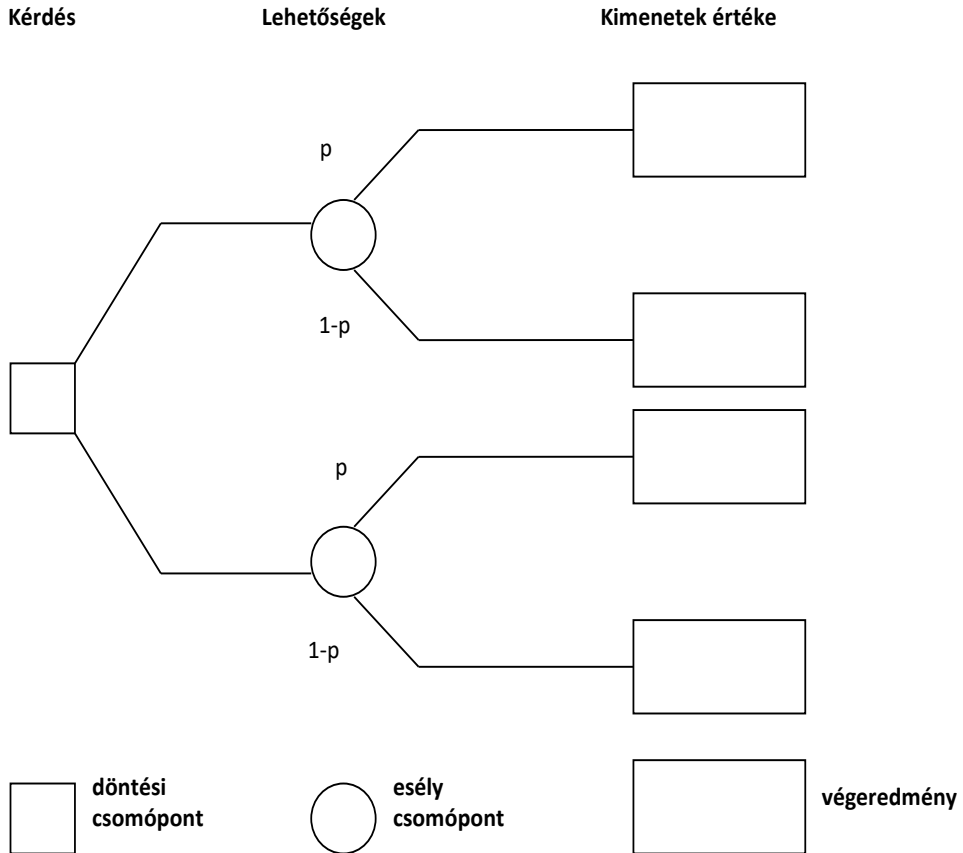 Kérdés
Lehetőségek
Kimenetek értéke
p
1-p
p
1-p
döntési
csomópont
esély
csomópont
végeredmény